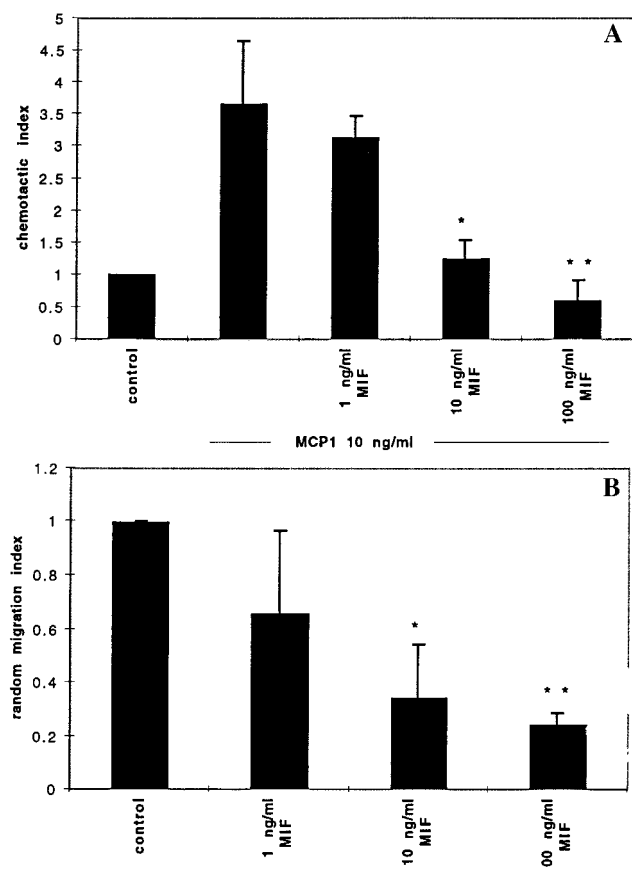 A
5
4.5
4
3.5
3
2.5
2
1.5
1
0.5
0
chemotactic index
* 
* *
control
1 ng/ml
MIF
10 ng/ml
MIF
100 ng/ml
MIF
MCP1 10 ng/ml
B
1.2
1
0.8
0.6
0.4
0.2
0
random migration index
*
* *
control
1 ng/ml
MIF
10 ng/ml
MIF
00 ng/ml
MIF